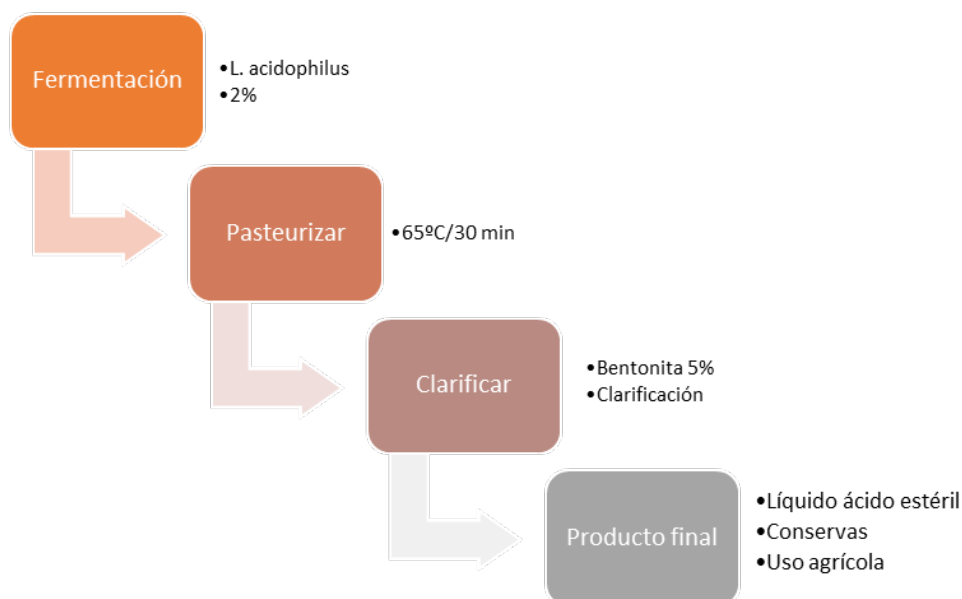 Fermentación
•L. acidophilus
•2%
Pasteurizar
•65ºC/30 min
Clarificar
•Bentonita 5%
•Clarificación
Producto final
•Líquido ácido estéril
•Conservas
•Uso agrícola